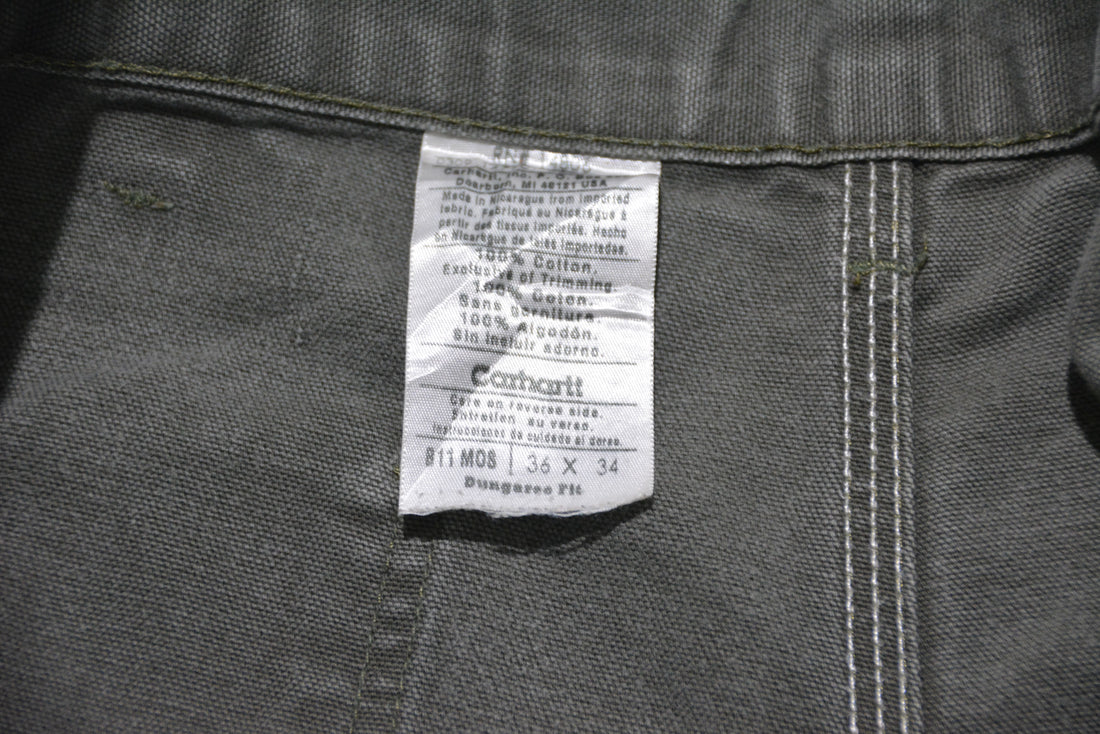 Carhartt, Inc. P. O.
Dearborn, MI 48121 USA
Made in Nicaragua from imported
fabric. Fabriqué au Nicaragua à
partir des tissus importés. Hecho
en Nicaragua de telas importadas.
100% Cotton.
Exclusive of Trimming
100% Coton.
Sans garniture.
100% Algodón.
Sin incluir adorno.
Carhartt
Care on reverse side.
Entretien au verso.
Instrucciones de cuidado al dorso.
B11 MOS 36 X 34
Dungaree Fit